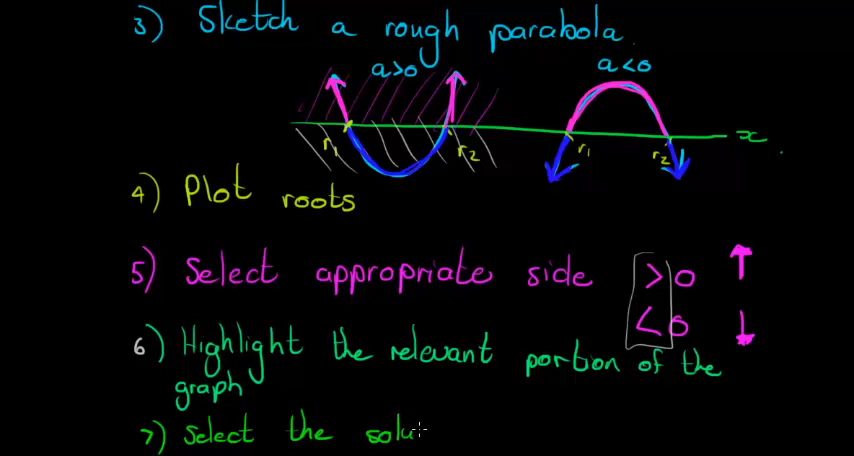 3) Sketch a rough parabola.
a>0 a<0
r1 r2 r1 r2 x
4) Plot roots
5) Select appropriate side >0
<0
6) Highlight the relevant portion of the
graph
7) Select the solu